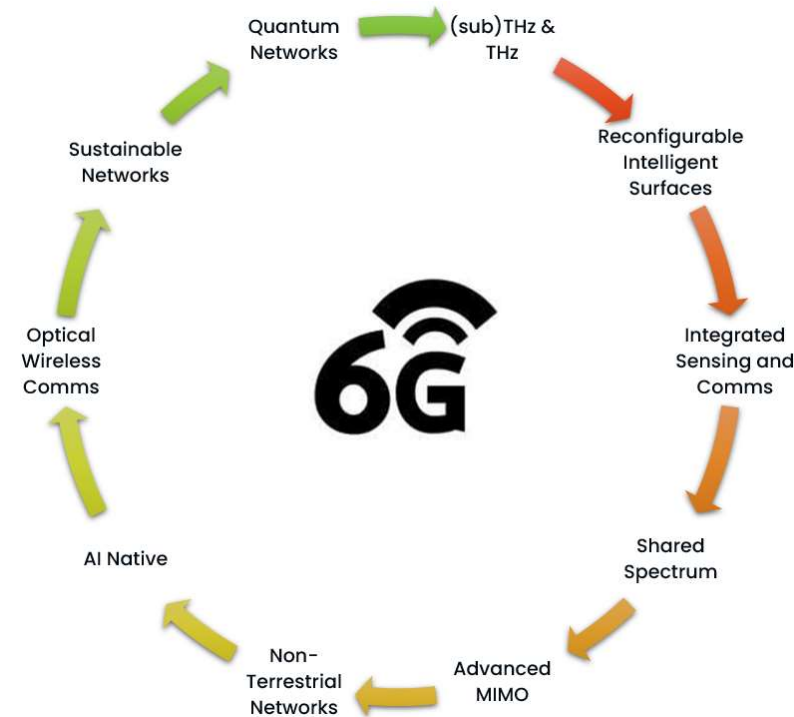 Quantum
Networks
(sub)THz &
THz
Reconfigurable
Intelligent
Surfaces
Integrated
Sensing and
Comms
Shared
Spectrum
Advanced
MIMO
Non-
Terrestrial
Networks
AI Native
Optical
Wireless
Comms
Sustainable
Networks
6G